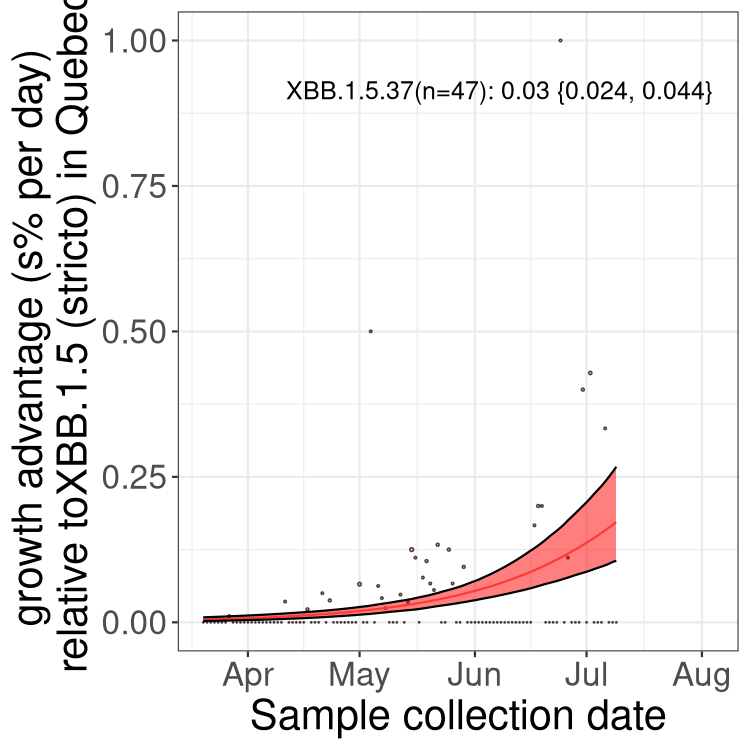 growth advantage (s% per day)
relative toXBB.1.5 (stricto) in Quebec
1.00
0.75
0.50
0.25
0.00
XBB.1.5.37(n=47): 0.03 {0.024, 0.044}
Apr May Jun Jul Aug
Sample collection date